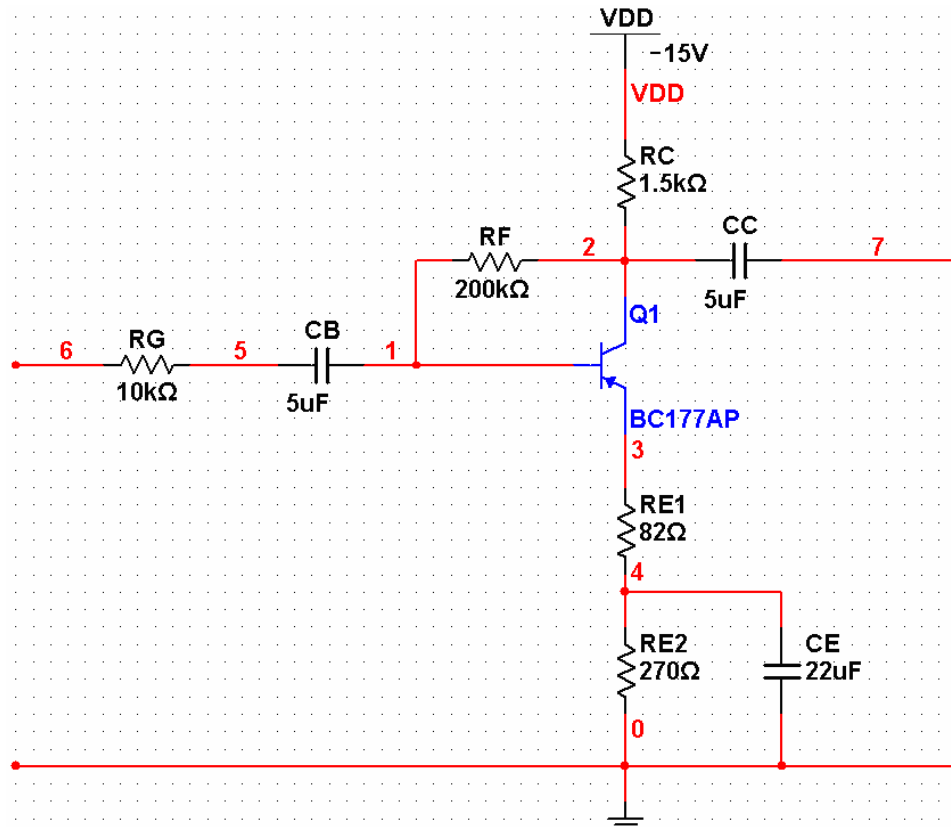 VDD
-15V
VDD
RC
1.5kΩ
CC
7
RF
2
200kΩ
5uF
Q1
RG
CB
6
5
1
10kΩ
5uF
BC177AP
3
RE1
82Ω
4
RE2
270Ω
CE
22uF
0